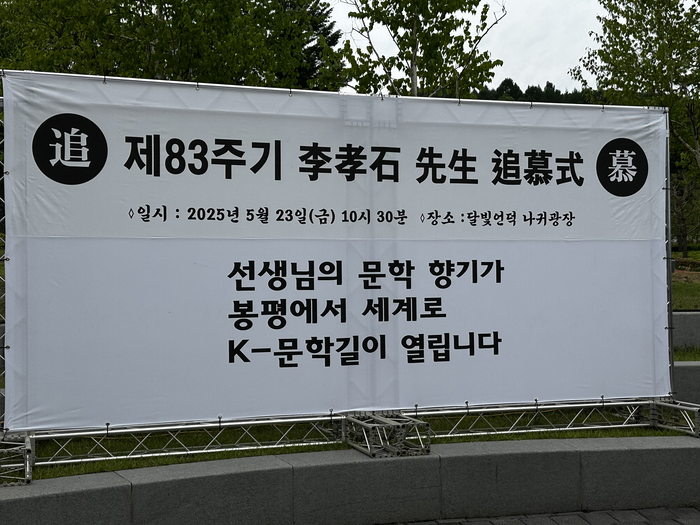 追 제83주기 李孝石 先生 追慕式 慕
◊일시 : 2025년 5월 23일(금) 10시 30분 ◊장소 :달빛언덕 나귀광장
선생님의 문학 향기가
봉평에서 세계로
K-문학길이 열립니다